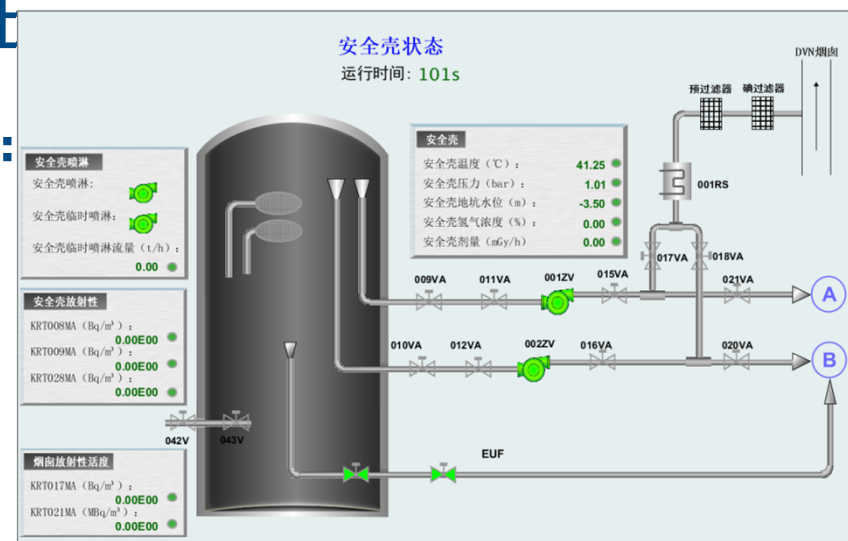 安全壳状态
运行时间: 101s
DVN烟囱
预过滤器
碘过滤器
安全壳喷淋
安全壳喷淋:
安全壳临时喷淋:
安全壳临时喷淋流量（t/h）:
0.00
安全壳
安全壳温度（℃）: 41.25
安全壳压力（bar）: 1.01
安全壳地坑水位（m）: -3.50
安全壳氢气浓度（%）: 0.00
安全壳剂量（mGy/h） 0.00
001RS
017VA
018VA
009VA
011VA
001ZV
015VA
021VA
A
安全壳放射性
KRT008MA（Bq/m³）:
0.00E00
KRT009MA（Bq/m³）:
0.00E00
KRT028MA（Bq/m³）:
0.00E00
010VA
012VA
002ZV
016VA
020VA
B
042V
043V
EUF
烟囱放射性活度
KRT017MA（Bq/m³）:
0.00E00
KRT021MA（MBq/m³）:
0.00E00